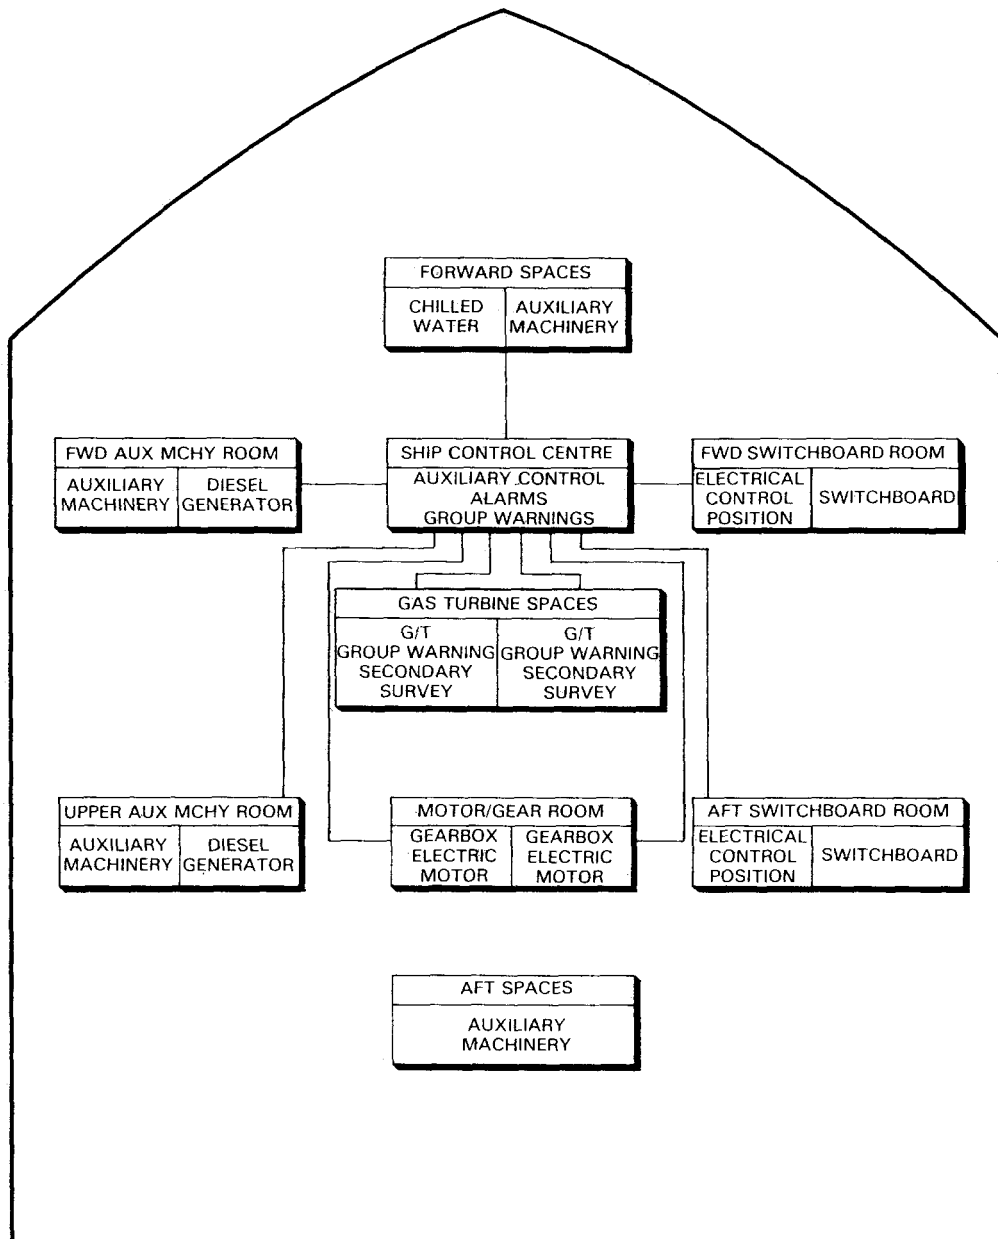 FORWARD SPACES
CHILLED
WATER
AUXILIARY
MACHINERY
FWD AUX MCHY ROOM
AUXILIARY
MACHINERY
DIESEL
GENERATOR
SHIP CONTROL CENTRE
AUXILIARY CONTROL
ALARMS
GROUP WARNINGS
FWD SWITCHBOARD ROOM
ELECTRICAL
CONTROL
POSITION
SWITCHBOARD
GAS TURBINE SPACES
G/T
GROUP WARNING
SECONDARY
SURVEY
G/T
GROUP WARNING
SECONDARY
SURVEY
UPPER AUX MCHY ROOM
AUXILIARY
MACHINERY
DIESEL
GENERATOR
MOTOR/GEAR ROOM
GEARBOX
ELECTRIC
MOTOR
GEARBOX
ELECTRIC
MOTOR
AFT SWITCHBOARD ROOM
ELECTRICAL
CONTROL
POSITION
SWITCHBOARD
AFT SPACES
AUXILIARY
MACHINERY